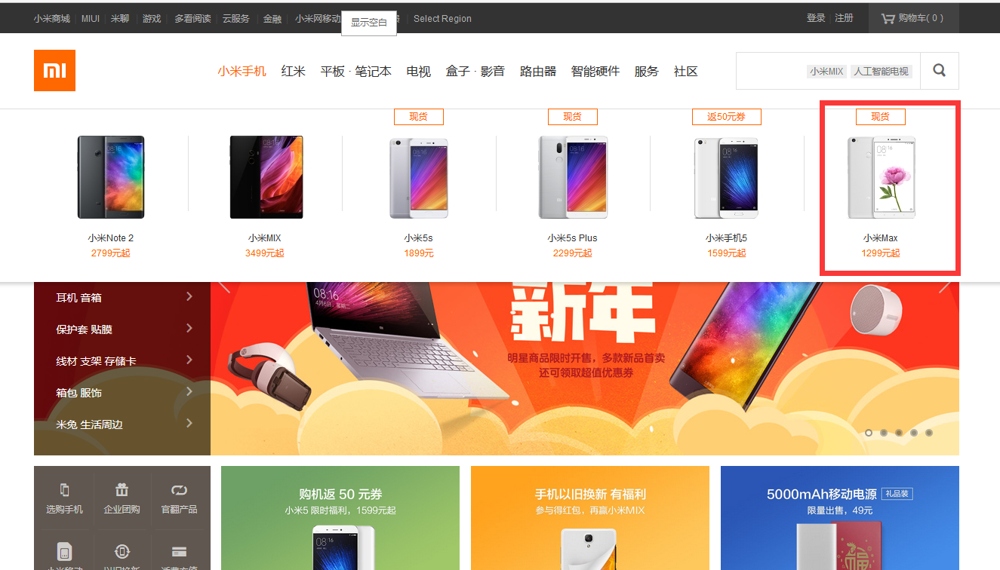 小米商城 MIUI 米聊 游戏 多看阅读 云服务 金融 小米网移动 Select Region
显示空白
登录 注册 购物车( 0 )
mi
小米手机 红米 平板 · 笔记本 电视 盒子 · 影音 路由器 智能硬件 服务 社区
小米MIX 人工智能电视
现货 现货 返50元券 现货
小米Note 2 小米MIX 小米5s 小米5s Plus 小米手机5 小米Max
2799元起 3499元起 1899元 2299元起 1599元起 1299元起
耳机 音箱
保护套 贴膜
线材 支架 存储卡
箱包 服饰
米兔 生活周边
08:16
4月6日, 星期二
新年
明星商品限时开售，多款新品首卖
还可领取超值优惠券
选购手机 企业团购 官翻产品
购机返 50 元券
小米5 限时福利，1599元起
手机以旧换新 有福利
参与得红包，再赢小米MIX
5000mAh移动电源 礼品装
限量出售，49元
08:16
福